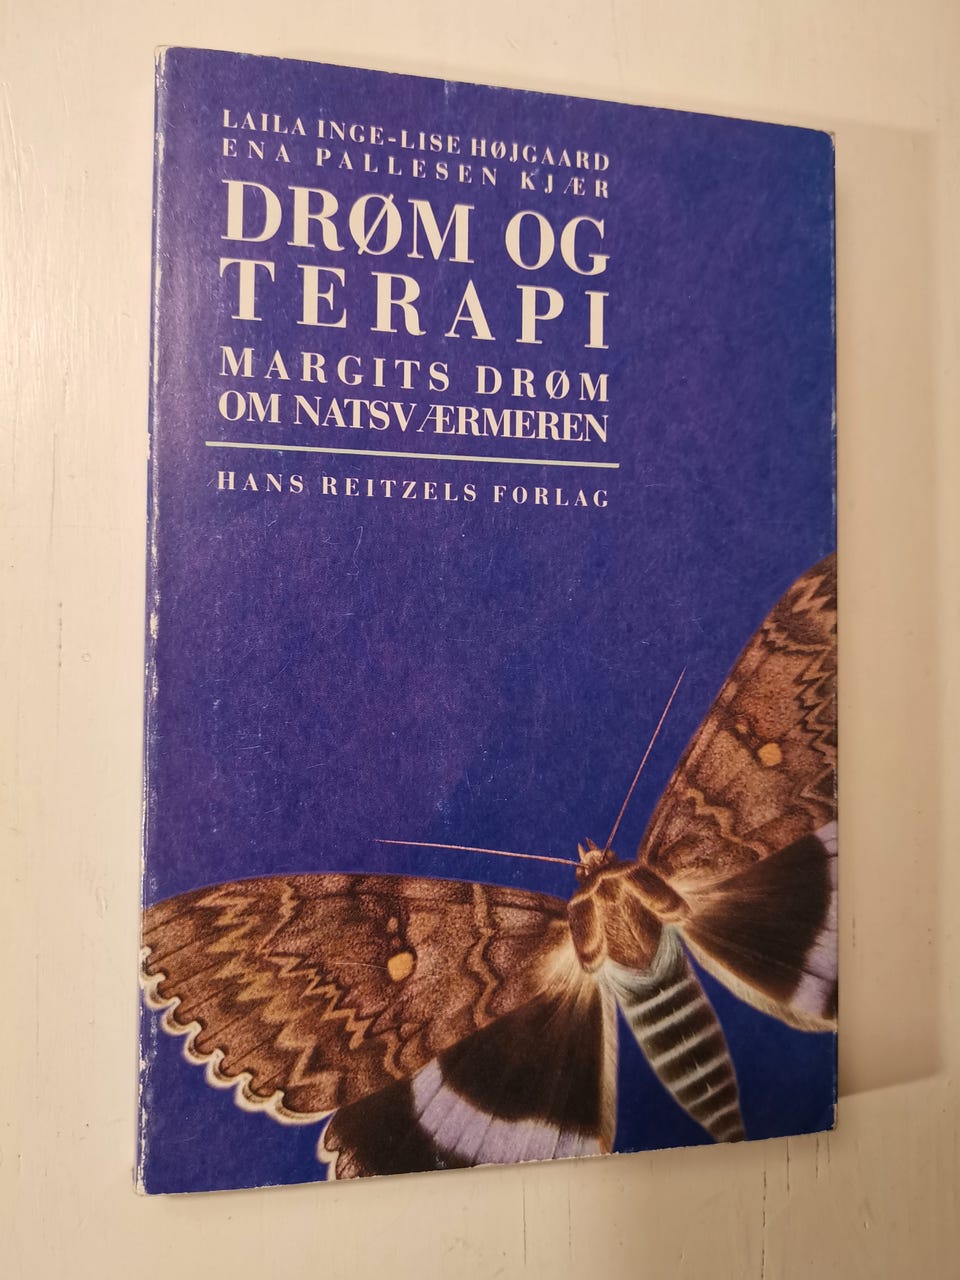 LAILA INGE-LISE HØJGAARD
ENA PALLESEN KJÆR
DRØM OG
TERAPI
MARGITS DRØM
OM NATSVÆRMEREN
HANS REITZELS FORLAG